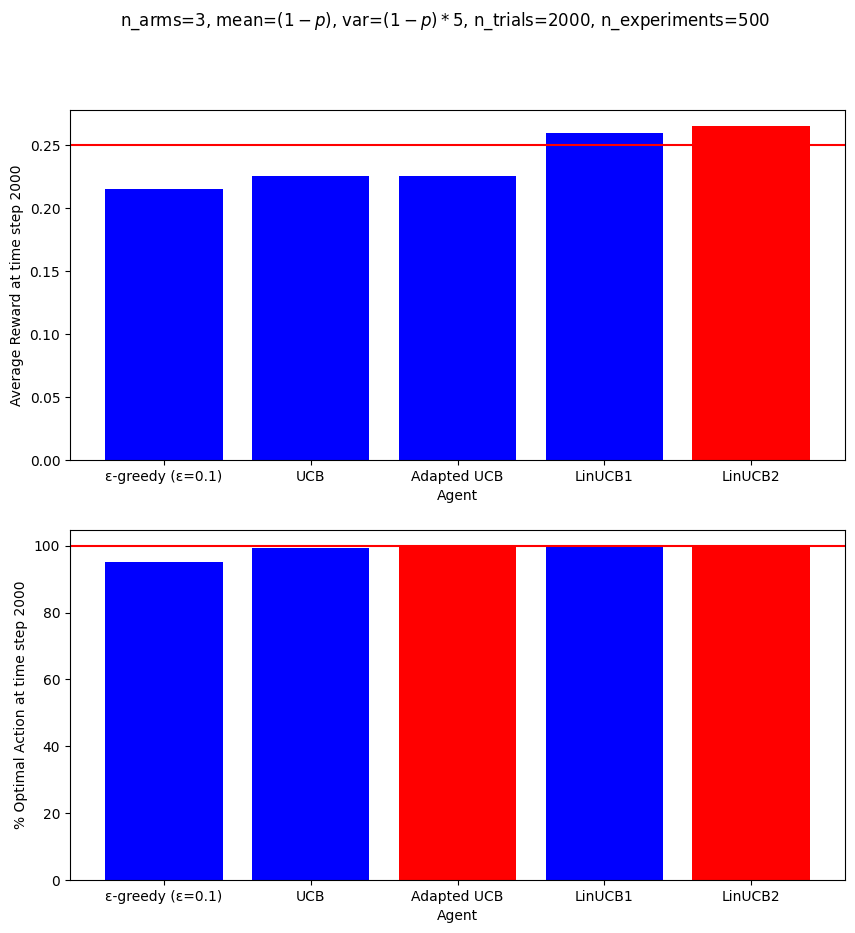 n_arms=3, mean=(1 − p), var=(1 − p) * 5, n_trials=2000, n_experiments=500
Average Reward at time step 2000
0.25
0.20
0.15
0.10
0.05
0.00
ε-greedy (ε=0.1) UCB Adapted UCB LinUCB1 LinUCB2
Agent
% Optimal Action at time step 2000
100
80
60
40
20
0
ε-greedy (ε=0.1) UCB Adapted UCB LinUCB1 LinUCB2
Agent